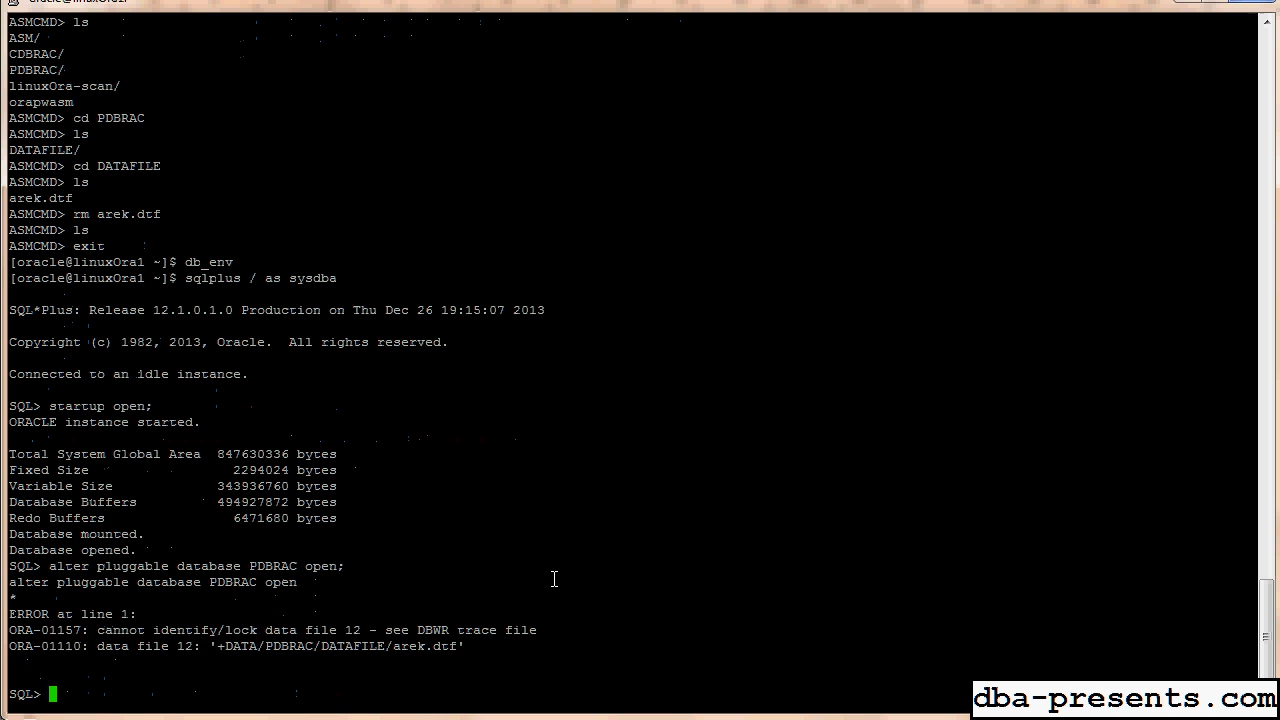 ASMCMD> ls
ASM/
CDBRAC/
PDBRAC/
linuxOra-scan/
orapwasm
ASMCMD> cd PDBRAC
ASMCMD> ls
DATAFILE/
ASMCMD> cd DATAFILE
ASMCMD> ls
arek.dtf
ASMCMD> rm arek.dtf
ASMCMD> ls
ASMCMD> exit
[oracle@linuxOra1 ~]$ db_env
[oracle@linuxOra1 ~]$ sqlplus / as sysdba
SQL*Plus: Release 12.1.0.1.0 Production on Thu Dec 26 19:15:07 2013
Copyright (c) 1982, 2013, Oracle.  All rights reserved.
Connected to an idle instance.
SQL> startup open;
ORACLE instance started.
Total System Global Area  847630336 bytes
Fixed Size                  2294024 bytes
Variable Size             343936760 bytes
Database Buffers          494927872 bytes
Redo Buffers                6471680 bytes
Database mounted.
Database opened.
SQL> alter pluggable database PDBRAC open;
alter pluggable database PDBRAC open
*
ERROR at line 1:
ORA-01157: cannot identify/lock data file 12 - see DBWR trace file
ORA-01110: data file 12: '+DATA/PDBRAC/DATAFILE/arek.dtf'
SQL>
dba-presents.com